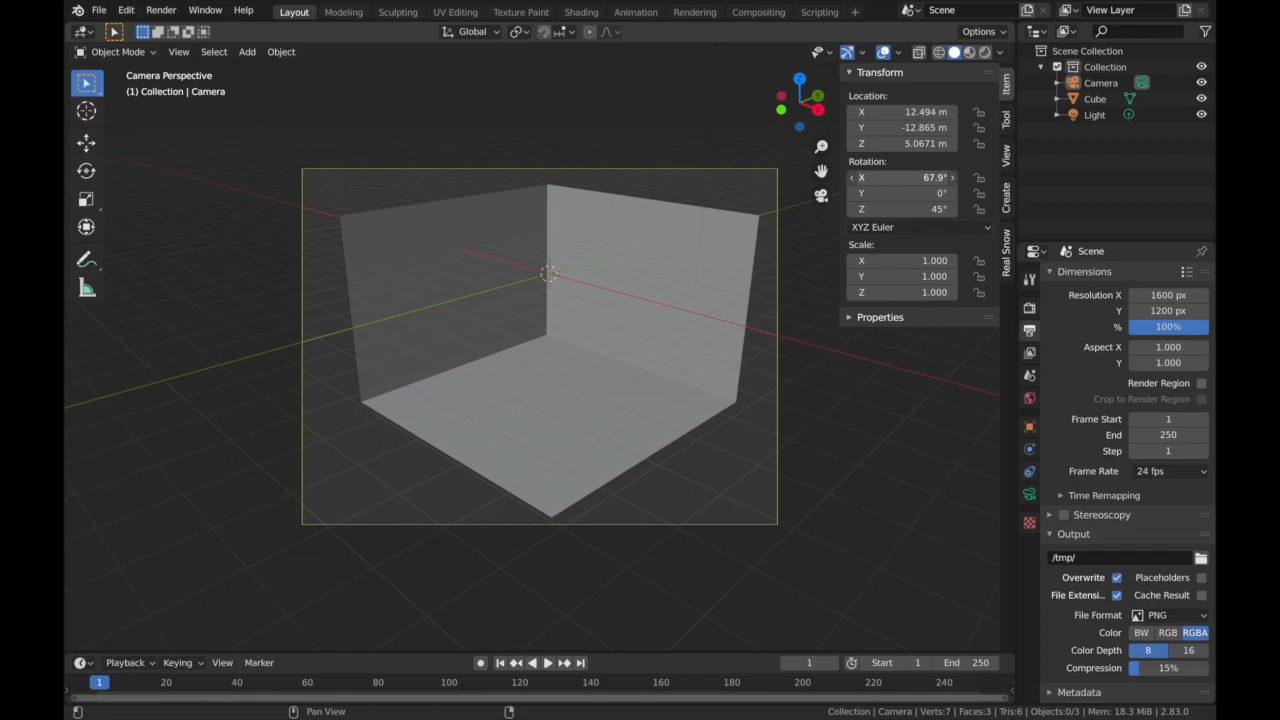 File Edit Render Window Help
Layout Modeling Sculpting UV Editing Texture Paint Shading Animation Rendering Compositing Scripting +
Scene
View Layer
Global
Options
Object Mode View Select Add Object
Camera Perspective
(1) Collection | Camera
Z
Y
X
Transform
Location:
X 12.494 m
Y -12.865 m
Z 5.0671 m
Rotation:
X 67.9°
Y 0°
Z 45°
XYZ Euler
Scale:
X 1.000
Y 1.000
Z 1.000
Properties
Item
Tool
View
Create
Real Snow
Scene Collection
Collection
Camera
Cube
Light
Scene
Dimensions
Resolution X 1600 px
Y 1200 px
% 100%
Aspect X 1.000
Y 1.000
Render Region
Crop to Render Region
Frame Start 1
End 250
Step 1
Frame Rate 24 fps
Time Remapping
Stereoscopy
Output
/tmp/
Overwrite Placeholders
File Extensi... Cache Result
File Format PNG
Color BW RGB RGBA
Color Depth 8 16
Compression 15%
Metadata
Playback Keying View Marker
1 Start 1 End 250
1 20 40 60 80 100 120 140 160 180 200 220 240
Pan View
Collection | Camera | Verts:7 | Faces:3 | Tris:6 | Objects:0/3 | Mem: 18.3 MiB | 2.83.0